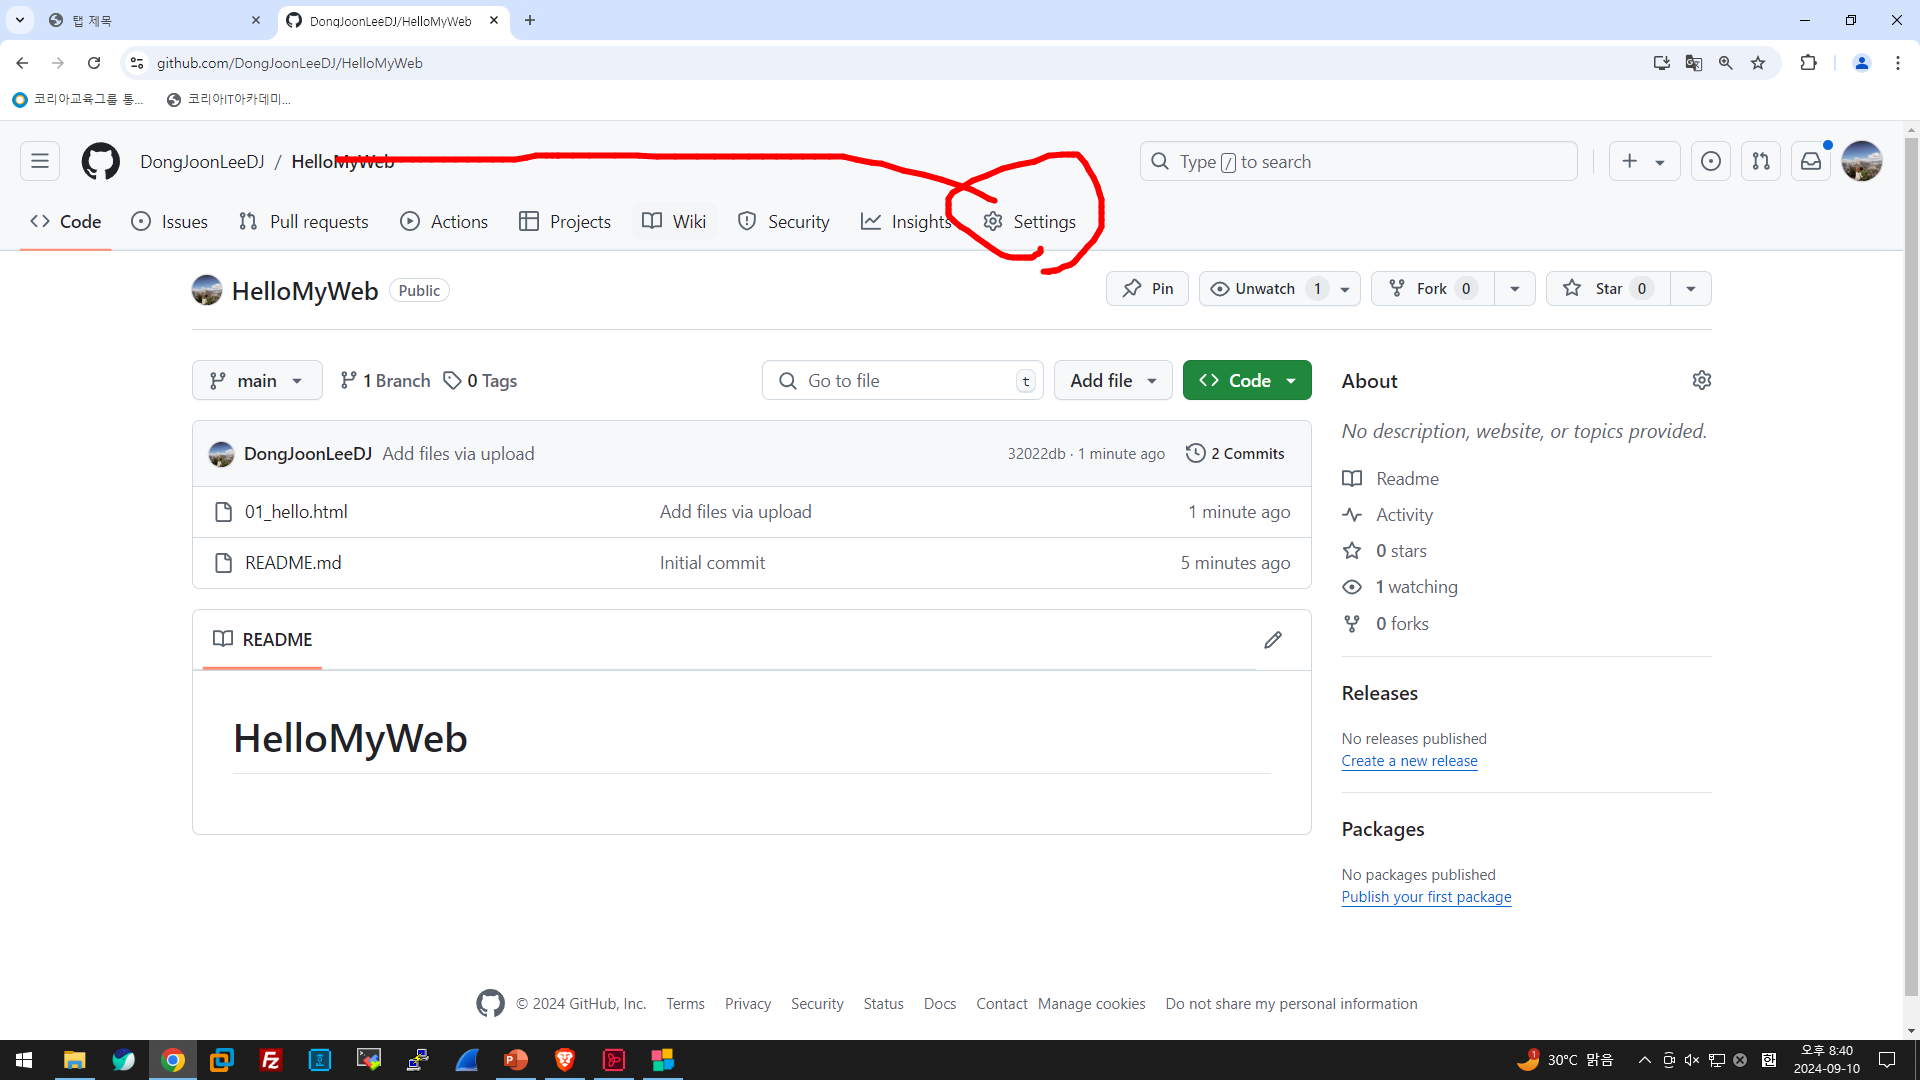 탭 제목
DongJoonLeeDJ/HelloMyWeb
github.com/DongJoonLeeDJ/HelloMyWeb
코리아교육그룹 통...
코리아IT아카데미...
DongJoonLeeDJ / HelloMyWeb
Type / to search
Code
Issues
Pull requests
Actions
Projects
Wiki
Security
Insights
Settings
HelloMyWeb
Public
Pin
Unwatch 1
Fork 0
Star 0
main
1 Branch
0 Tags
Go to file
t
Add file
Code
About
No description, website, or topics provided.
DongJoonLeeDJ Add files via upload
32022db · 1 minute ago
2 Commits
01_hello.html Add files via upload 1 minute ago
README.md Initial commit 5 minutes ago
Readme
Activity
0 stars
1 watching
0 forks
README
HelloMyWeb
Releases
No releases published
Create a new release
Packages
No packages published
Publish your first package
© 2024 GitHub, Inc. Terms Privacy Security Status Docs Contact Manage cookies Do not share my personal information
1
30°C 맑음
한
오후 8:40
2024-09-10